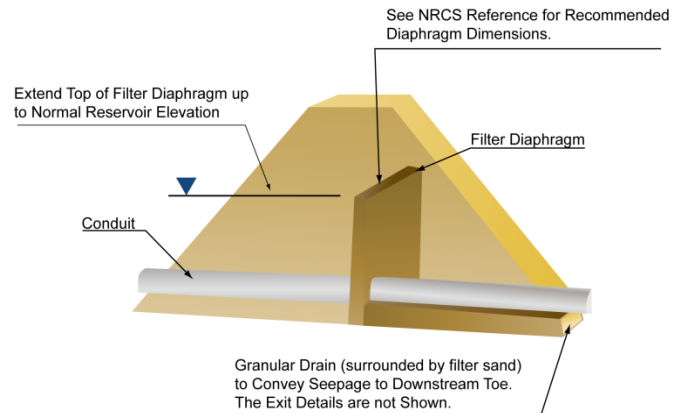 See NRCS Reference for Recommended
Diaphragm Dimensions.
Extend Top of Filter Diaphragm up
to Normal Reservoir Elevation
Filter Diaphragm
Conduit
Granular Drain (surrounded by filter sand)
to Convey Seepage to Downstream Toe.
The Exit Details are not Shown.